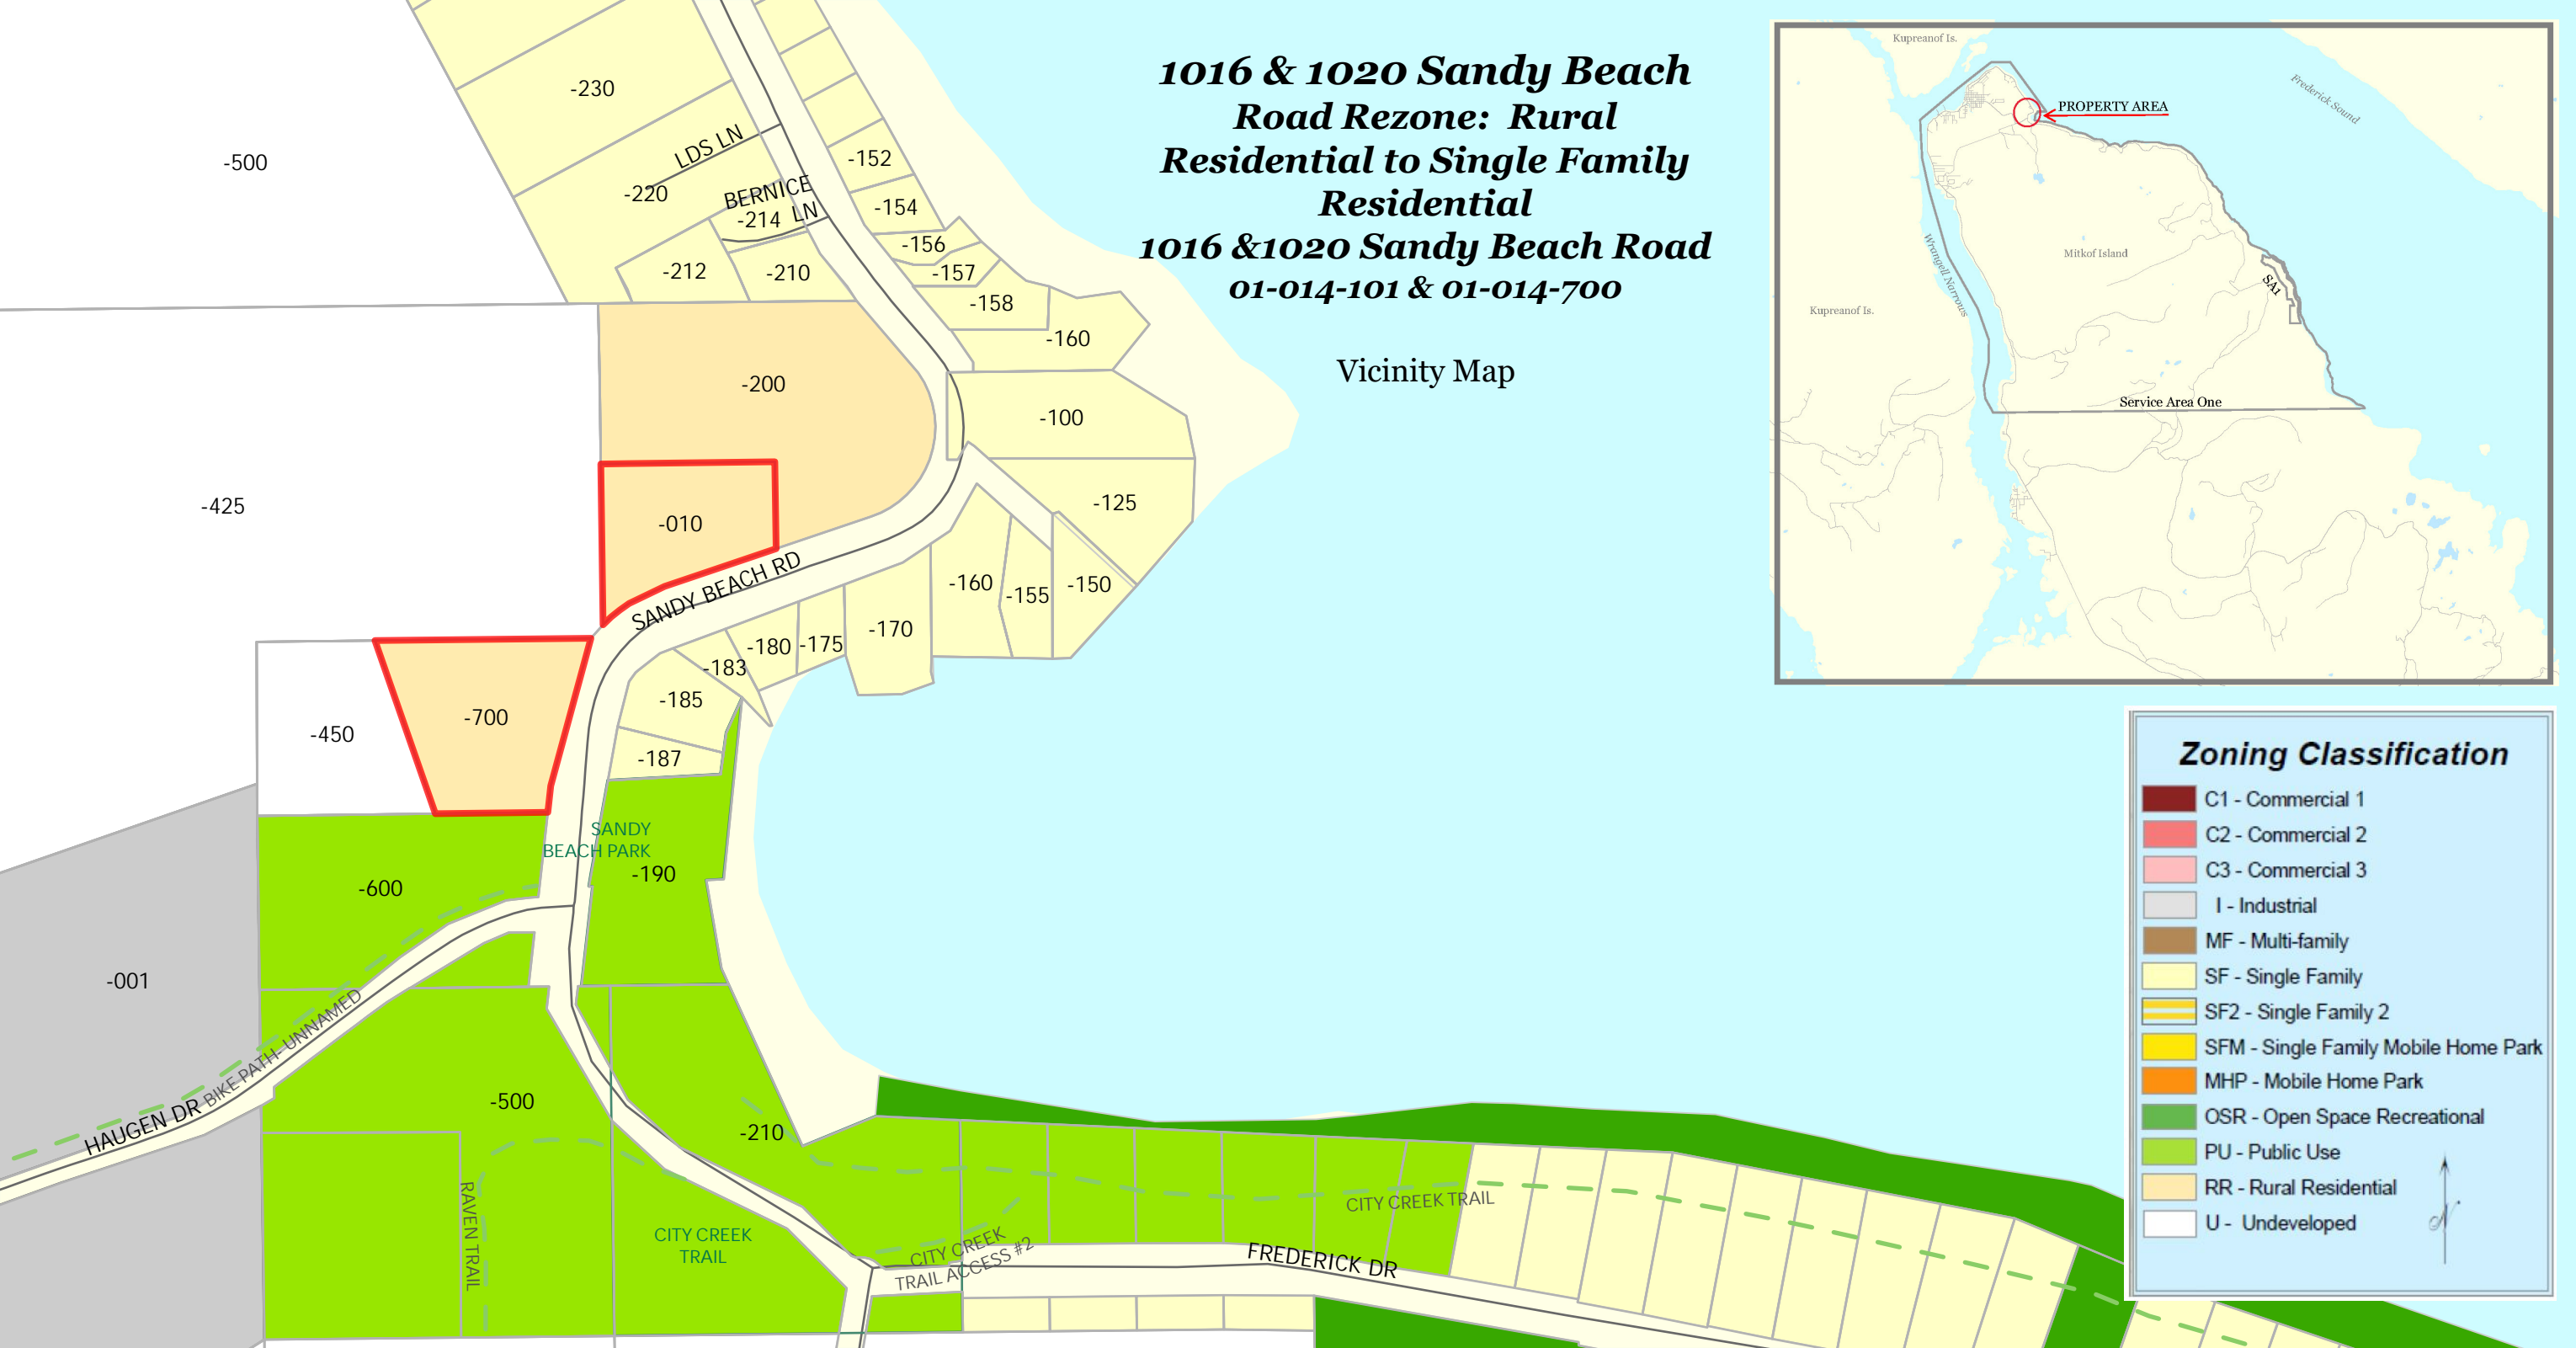 1016 & 1020 Sandy Beach
Road Rezone: Rural
Residential to Single Family
Residential
1016 &1020 Sandy Beach Road
01-014-101 & 01-014-700
Vicinity Map
Kupreanof Is.
Frederick Sound
PROPERTY AREA
Mitkof Island
Wrangell Narrows
Kupreanof Is.
SA1
Service Area One
Zoning Classification
C1 - Commercial 1
C2 - Commercial 2
C3 - Commercial 3
I - Industrial
MF - Multi-family
SF - Single Family
SF2 - Single Family 2
SFM - Single Family Mobile Home Park
MHP - Mobile Home Park
OSR - Open Space Recreational
PU - Public Use
RR - Rural Residential
U - Undeveloped
N
-230
-500
LDS LN
-220
BERNICE
LN
-214
-212
-210
-152
-154
-156
-157
-158
-160
-200
-100
-425
-010
-125
SANDY BEACH RD
-160
-155
-150
-170
-175
-180
-183
-185
-187
-700
-450
SANDY
BEACH PARK
-190
-600
-001
BIKE PATH- UNNAMED
HAUGEN DR
-500
-210
RAVEN TRAIL
CITY CREEK
TRAIL
CITY CREEK
TRAIL ACCESS #2
CITY CREEK TRAIL
FREDERICK DR